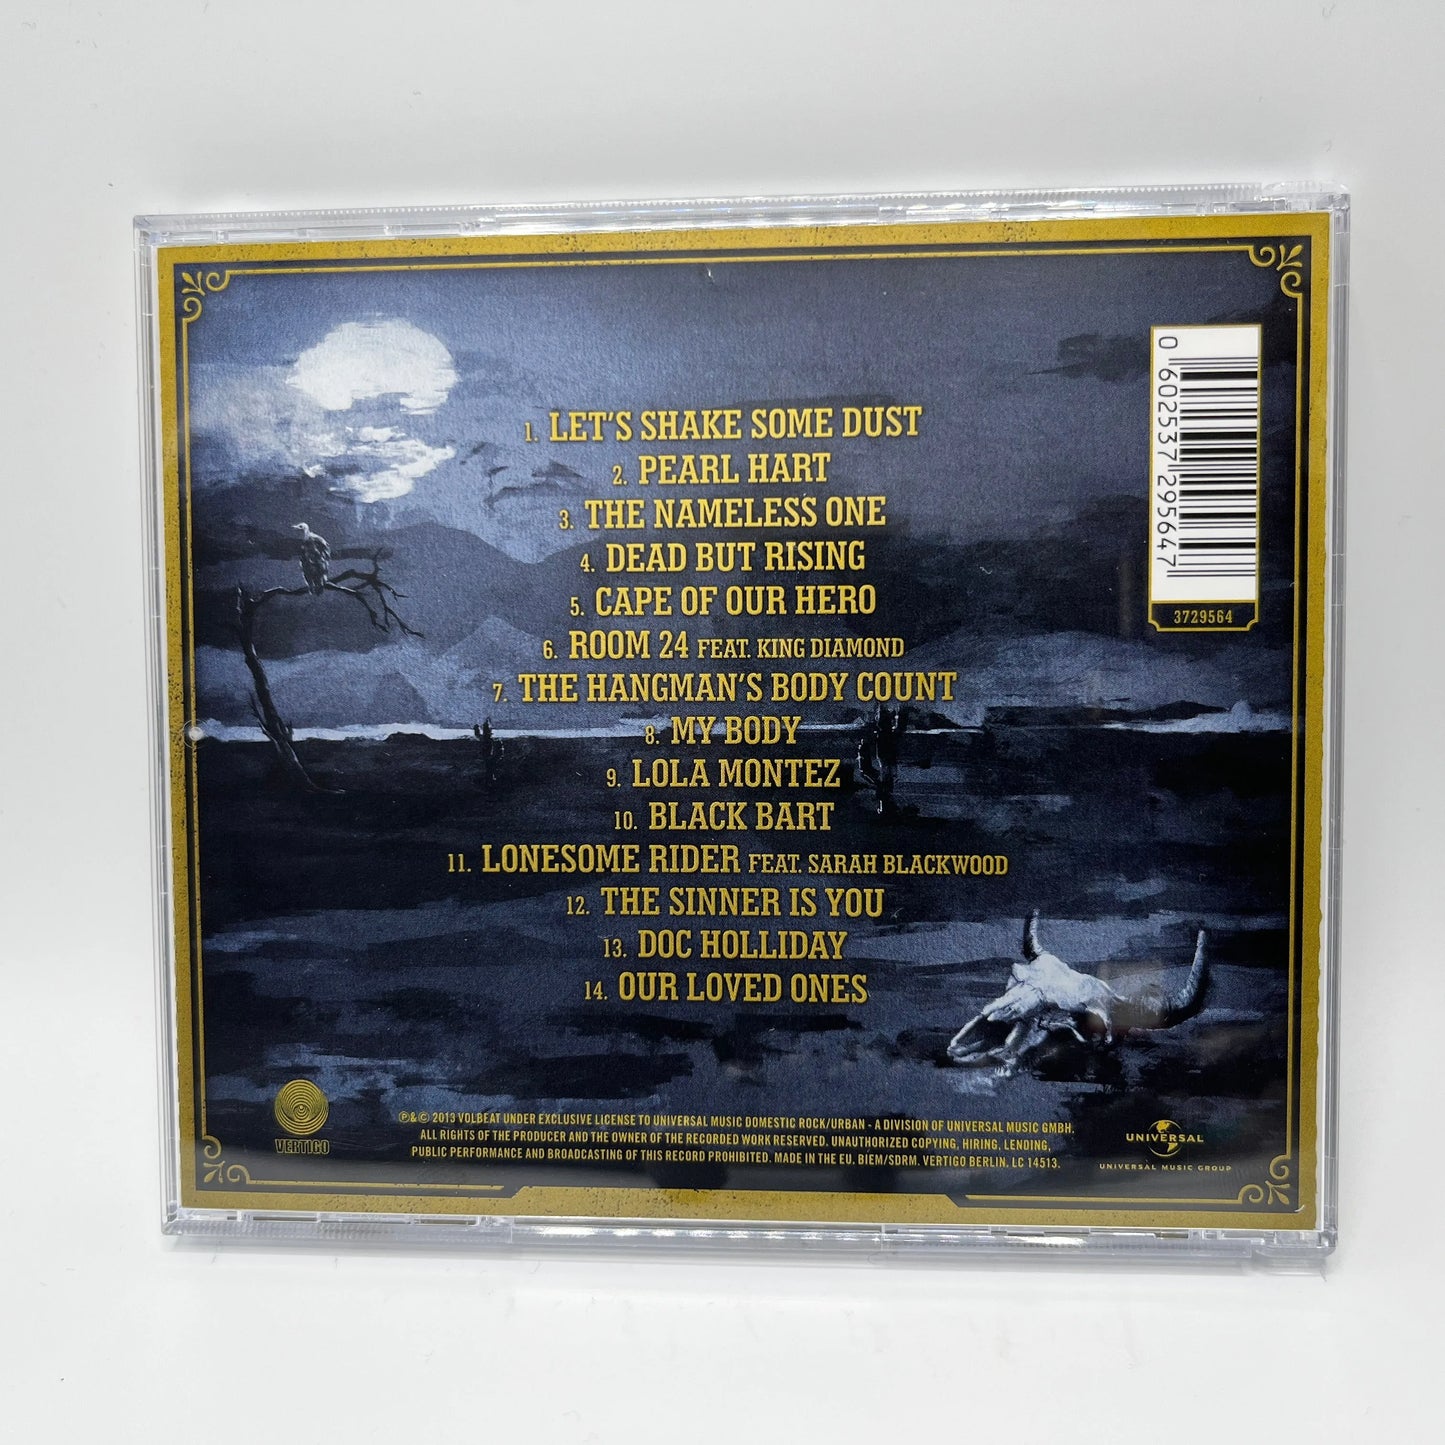 1. LET'S SHAKE SOME DUST
2. PEARL HART
3. THE NAMELESS ONE
4. DEAD BUT RISING
5. CAPE OF OUR HERO
6. ROOM 24 FEAT. KING DIAMOND
7. THE HANGMAN'S BODY COUNT
8. MY BODY
9. LOLA MONTEZ
10. BLACK BART
11. LONESOME RIDER FEAT. SARAH BLACKWOOD
12. THE SINNER IS YOU
13. DOC HOLLIDAY
14. OUR LOVED ONES
0 602537 295647
3729564
VERTIGO
℗&© 2013 VOLBEAT UNDER EXCLUSIVE LICENSE TO UNIVERSAL MUSIC DOMESTIC ROCK/URBAN - A DIVISION OF UNIVERSAL MUSIC GMBH.
ALL RIGHTS OF THE PRODUCER AND THE OWNER OF THE RECORDED WORK RESERVED. UNAUTHORIZED COPYING, HIRING, LENDING,
PUBLIC PERFORMANCE AND BROADCASTING OF THIS RECORD PROHIBITED. MADE IN THE EU. BIEM/SDRM. VERTIGO BERLIN, LC 14513.
UNIVERSAL
UNIVERSAL MUSIC GROUP